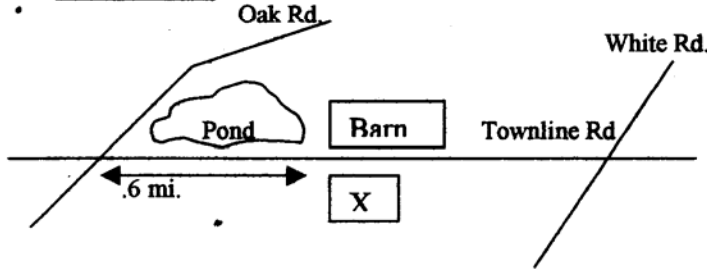 Oak Rd.
White Rd.
Pond
Barn
Townline Rd
.6 mi.
X